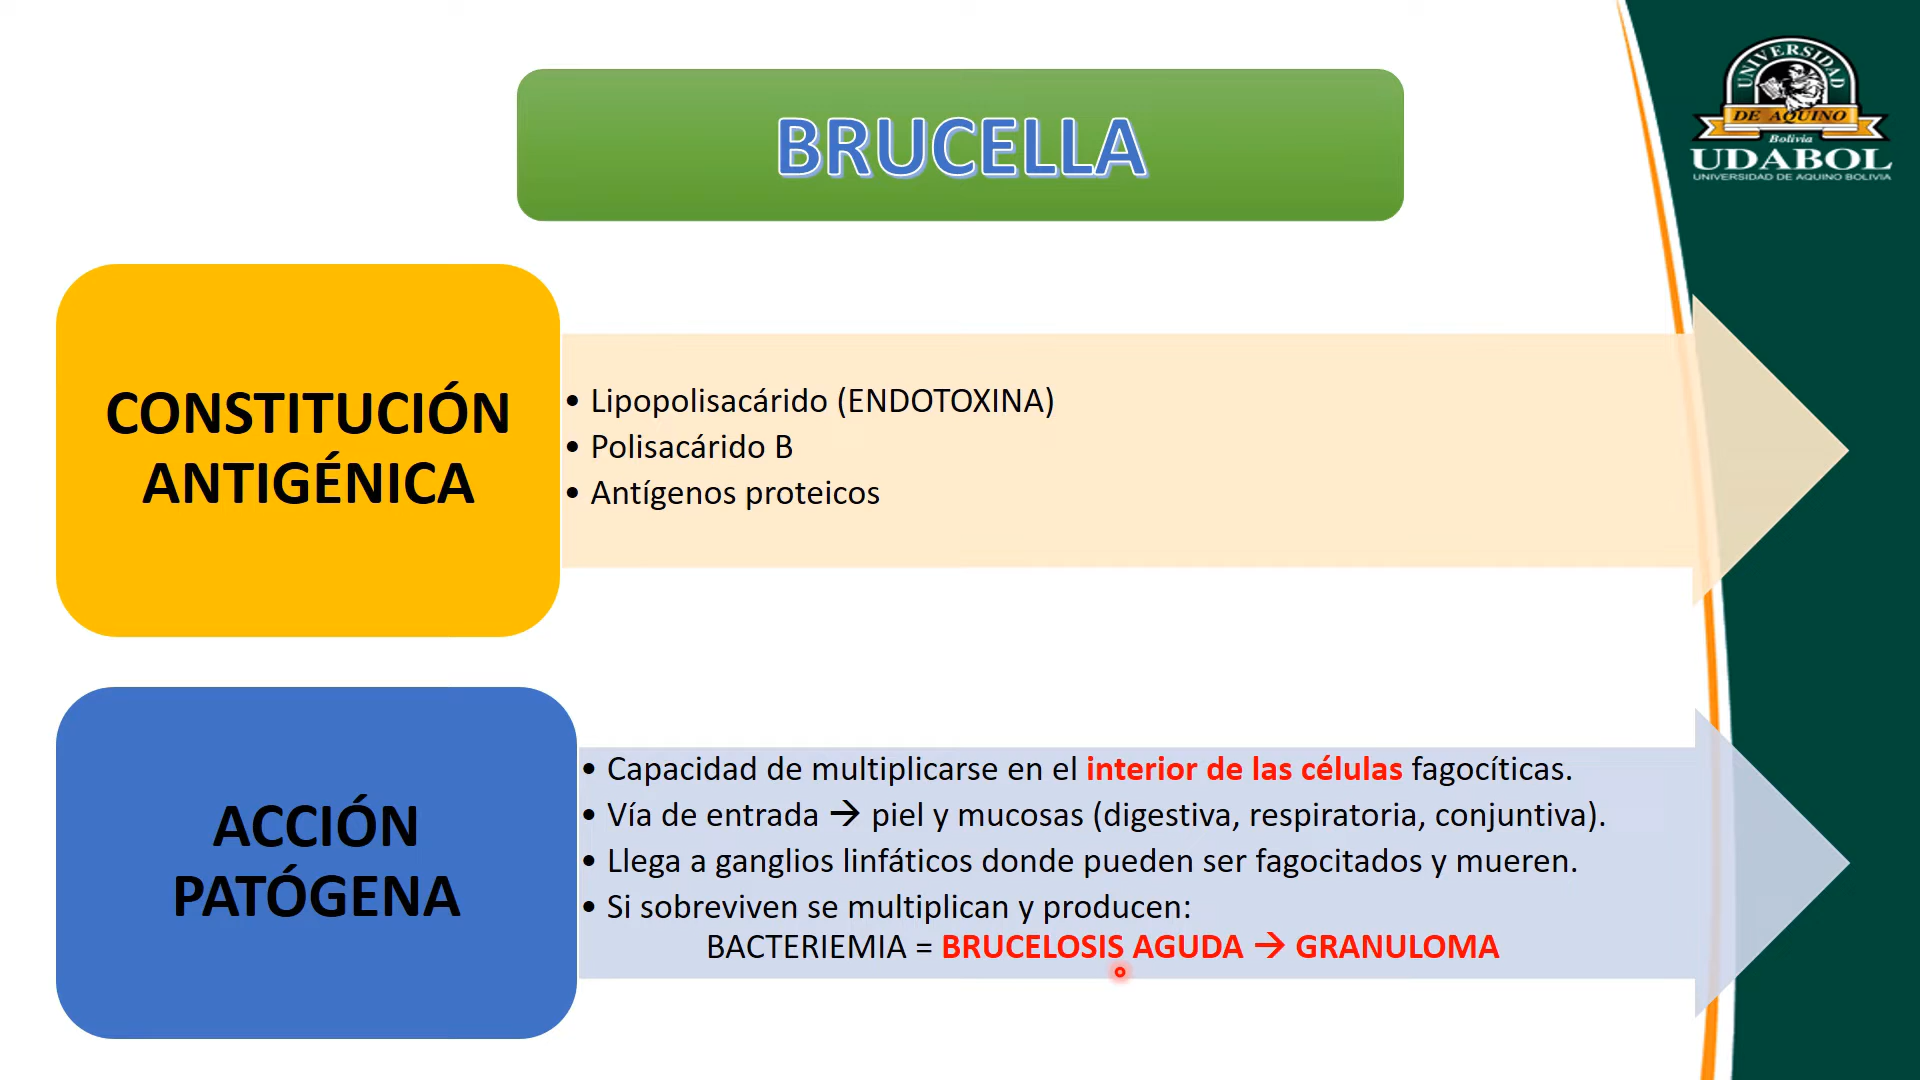 BRUCELLA
UNIVERSIDAD
DE AQUINO
Bolivia
UDABOL
UNIVERSIDAD DE AQUINO BOLIVIA
CONSTITUCIÓN
ANTIGÉNICA
• Lipopolisacárido (ENDOTOXINA)
• Polisacárido B
• Antígenos proteicos
ACCIÓN
PATÓGENA
• Capacidad de multiplicarse en el interior de las células fagocíticas.
• Vía de entrada → piel y mucosas (digestiva, respiratoria, conjuntiva).
• Llega a ganglios linfáticos donde pueden ser fagocitados y mueren.
• Si sobreviven se multiplican y producen:
BACTERIEMIA = BRUCELOSIS AGUDA → GRANULOMA